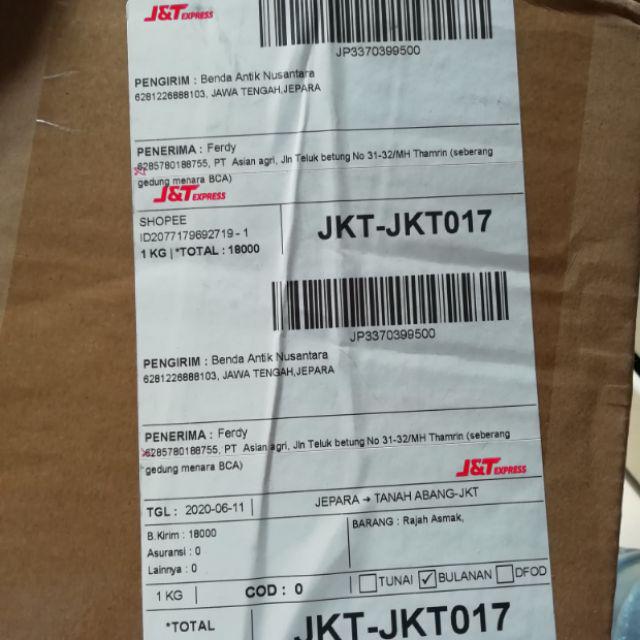 J&T EXPRESS
JP3370399500
PENGIRIM : Benda Antik Nusantara
6281226888103, JAWA TENGAH,JEPARA
PENERIMA : Ferdy
6285780188755, PT Asian agri, Jln Teluk betung No 31-32/MH Thamrin (seberang
gedung menara BCA)
J&T EXPRESS
SHOPEE
ID2077179692719 - 1
1 KG | *TOTAL : 18000
JKT-JKT017
JP3370399500
PENGIRIM : Benda Antik Nusantara
6281226888103, JAWA TENGAH,JEPARA
PENERIMA : Ferdy
6285780188755, PT Asian agri, Jln Teluk betung No 31-32/MH Thamrin (seberang
gedung menara BCA)
J&T EXPRESS
TGL : 2020-06-11
JEPARA → TANAH ABANG-JKT
B.Kirim : 18000
Asuransi : 0
Lainnya : 0
BARANG : Rajah Asmak,
1 KG
COD : 0
TUNAI ✓ BULANAN DFOD
*TOTAL
JKT-JKT017